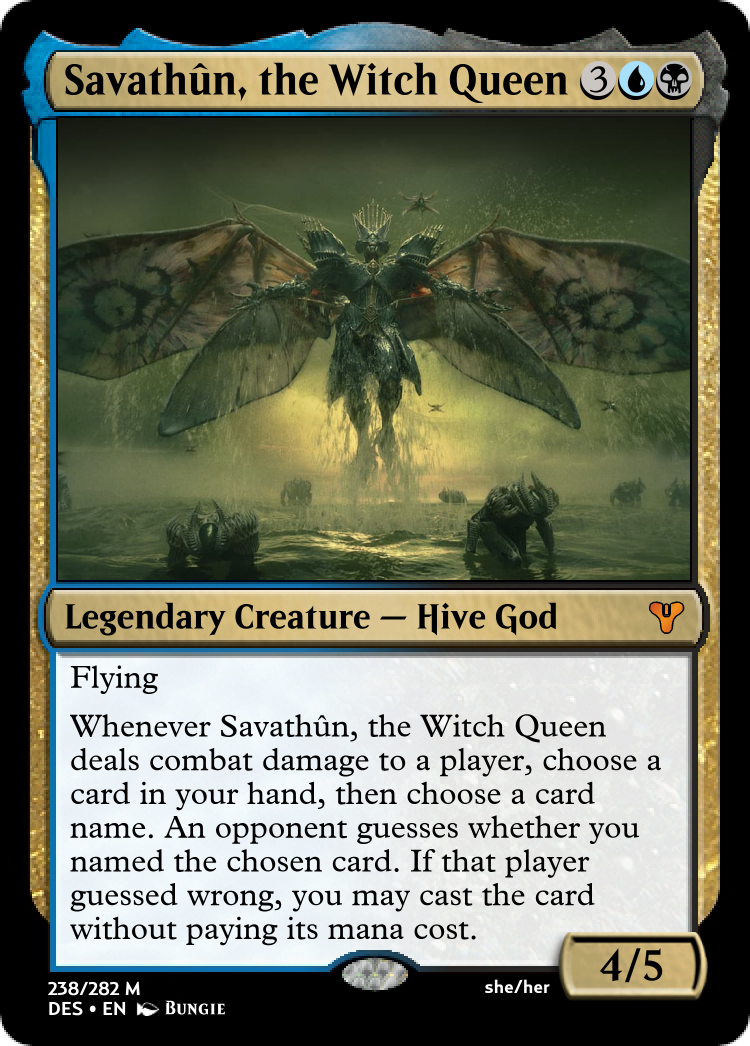 Savathûn, the Witch Queen 3
Legendary Creature — Hive God
Flying
Whenever Savathûn, the Witch Queen
deals combat damage to a player, choose a
card in your hand, then choose a card
name. An opponent guesses whether you
named the chosen card. If that player
guessed wrong, you may cast the card
without paying its mana cost.
4/5
238/282 M
she/her
DES • EN Bungie